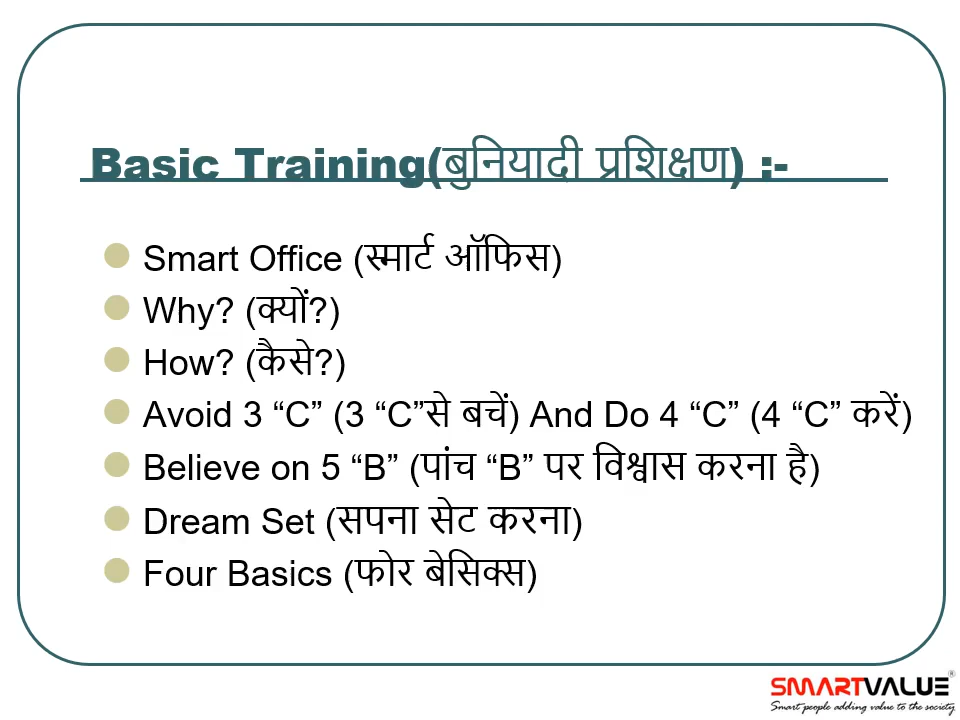 Basic Training(बुनियादी प्रशिक्षण) :-
Smart Office (स्मार्ट ऑफिस)
Why? (क्यों?)
How? (कैसे?)
Avoid 3 “C” (3 “C”से बचें) And Do 4 “C” (4 “C” करें)
Believe on 5 “B” (पांच “B” पर विश्वास करना है)
Dream Set (सपना सेट करना)
Four Basics (फोर बेसिक्स)
SMARTVALUE®
Smart people adding value to the society